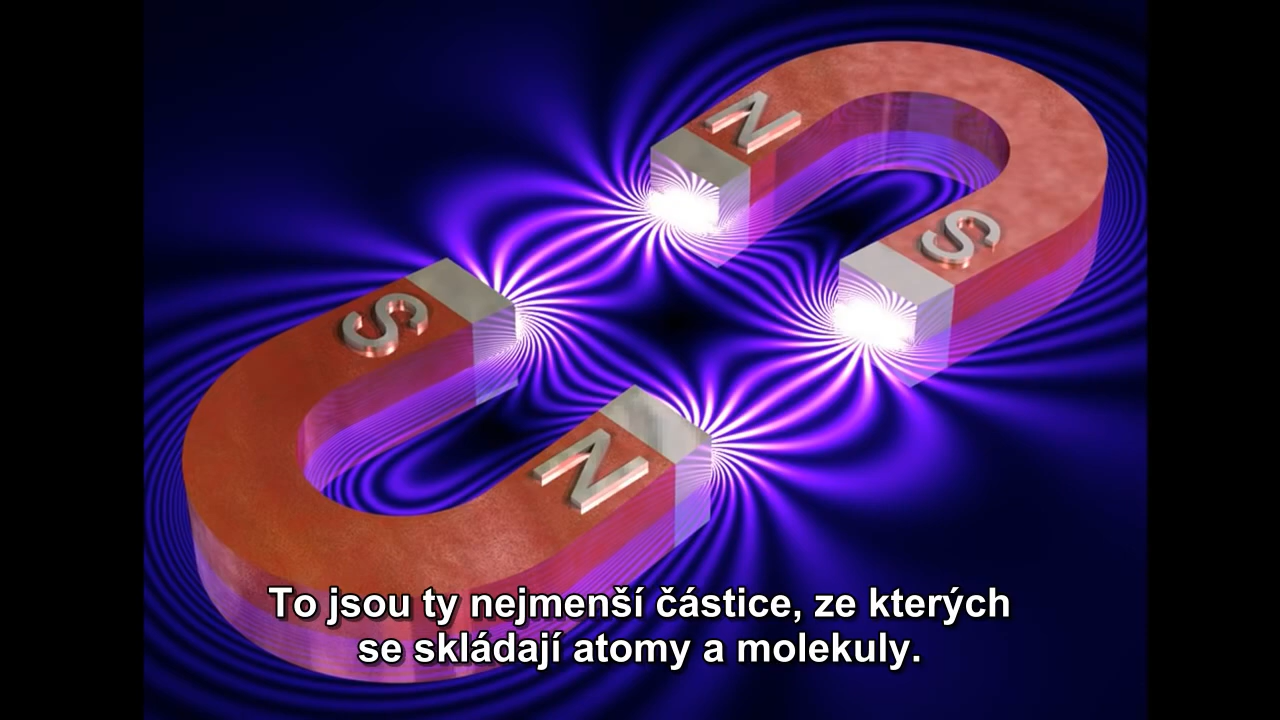 N
S
S
N
To jsou ty nejmenší částice, ze kterých
se skládají atomy a molekuly.